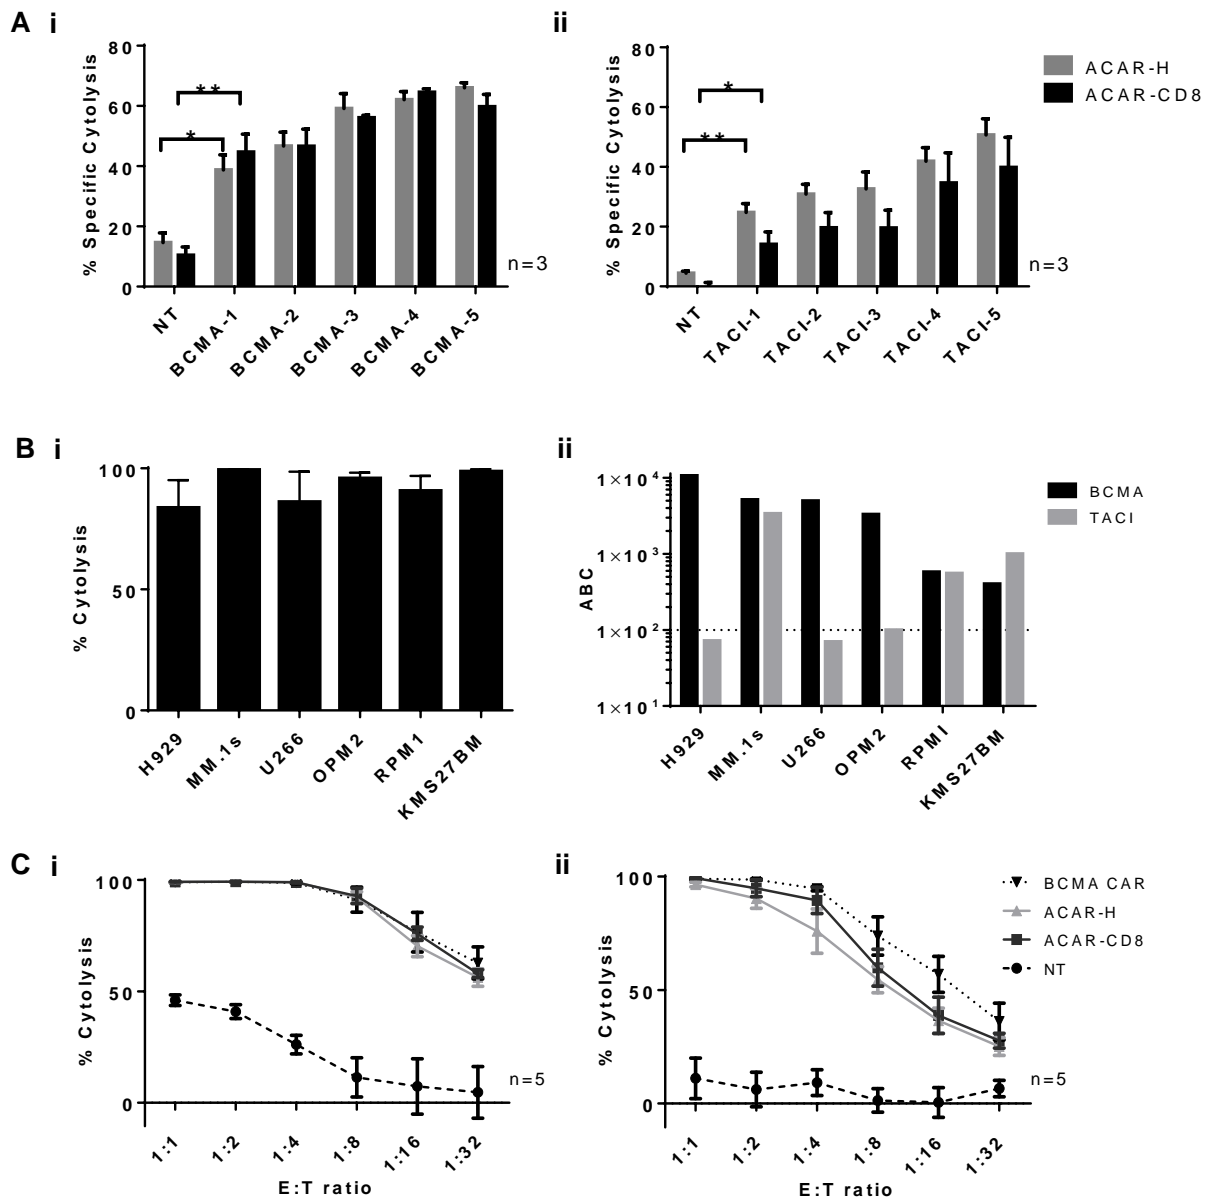 A i
% Specific Cytolysis
80
60
40
20
0
**
*
NT
BCMA-1
BCMA-2
BCMA-3
BCMA-4
BCMA-5
n=3
ii
% Specific Cytolysis
80
60
40
20
0
*
**
NT
TACI-1
TACI-2
TACI-3
TACI-4
TACI-5
n=3
ACAR-H
ACAR-CD8
B i
% Cytolysis
100
50
0
H929
MM.1s
U266
OPM2
RPM1
KMS27BM
ii
ABC
1×10⁴
1×10³
1×10²
1×10¹
H929
MM.1s
U266
OPM2
RPMI
KMS27BM
BCMA
TACI
C i
% Cytolysis
100
50
0
1:1
1:2
1:4
1:8
1:16
1:32
E:T ratio
n=5
ii
% Cytolysis
100
50
0
1:1
1:2
1:4
1:8
1:16
1:32
E:T ratio
n=5
BCMA CAR
ACAR-H
ACAR-CD8
NT